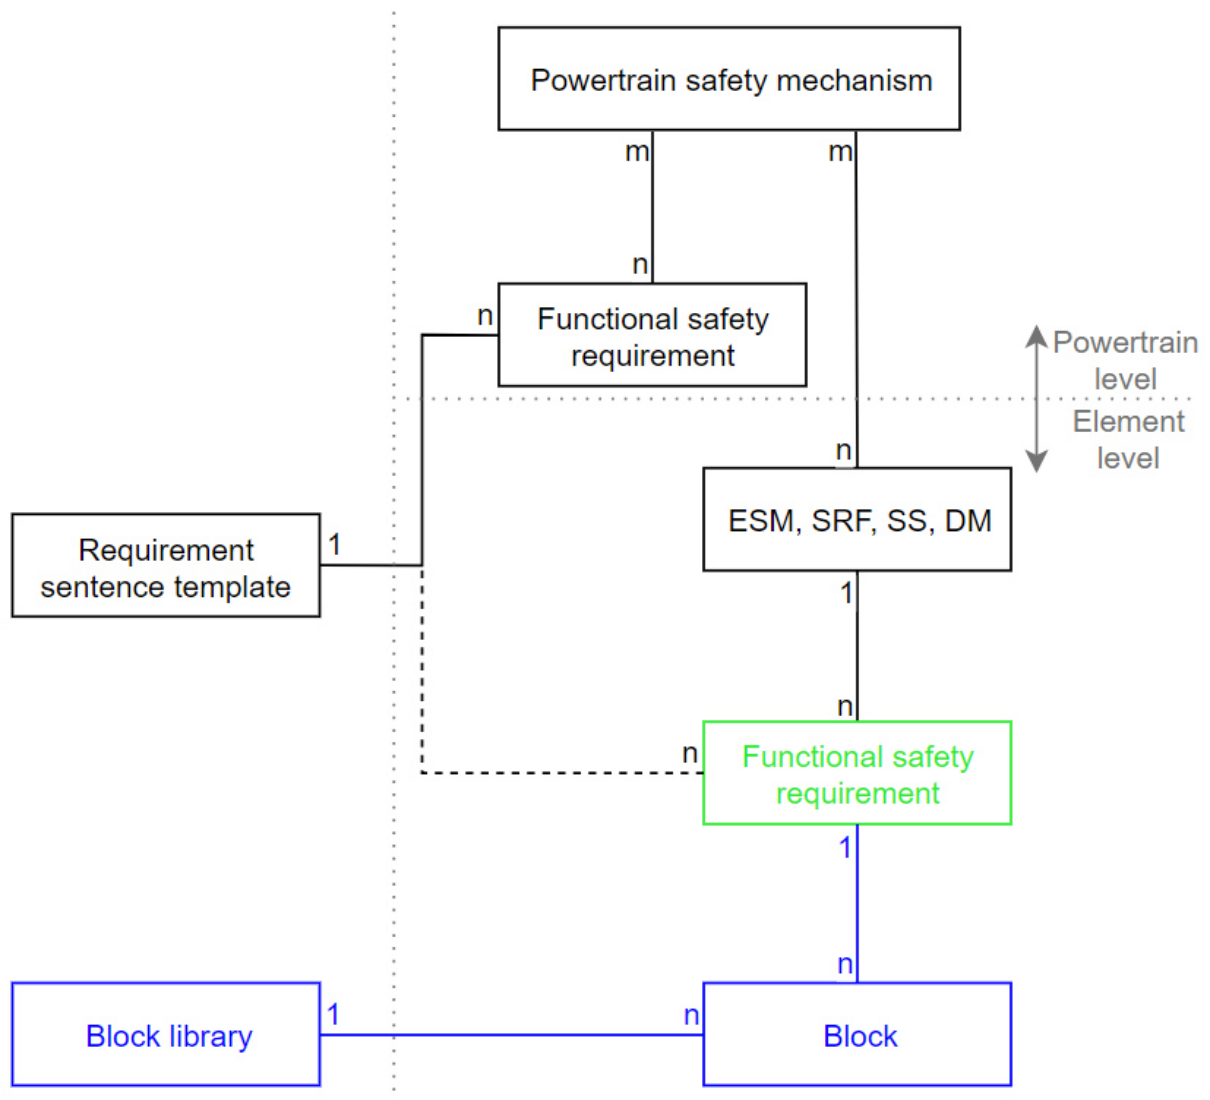 Powertrain safety mechanism
m
m
n
n
Functional safety
requirement
Powertrain
level
Element
level
n
ESM, SRF, SS, DM
Requirement
sentence template
1
1
n
n
Functional safety
requirement
1
n
Block library
1
n
Block